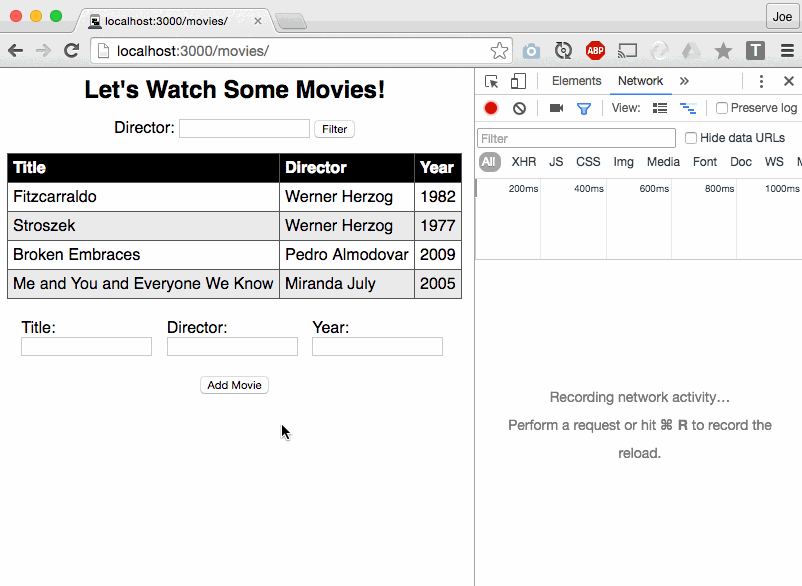 localhost:3000/movies/
Joe
localhost:3000/movies/
ABP
T
Let's Watch Some Movies!
Director:
Filter
Title Director Year
Fitzcarraldo Werner Herzog 1982
Stroszek Werner Herzog 1977
Broken Embraces Pedro Almodovar 2009
Me and You and Everyone We Know Miranda July 2005
Title: Director: Year:
Add Movie
Elements Network »
View: Preserve log
Filter Hide data URLs
All XHR JS CSS Img Media Font Doc WS M
200ms 400ms 600ms 800ms 1000ms
Recording network activity…
Perform a request or hit ⌘ R to record the
reload.